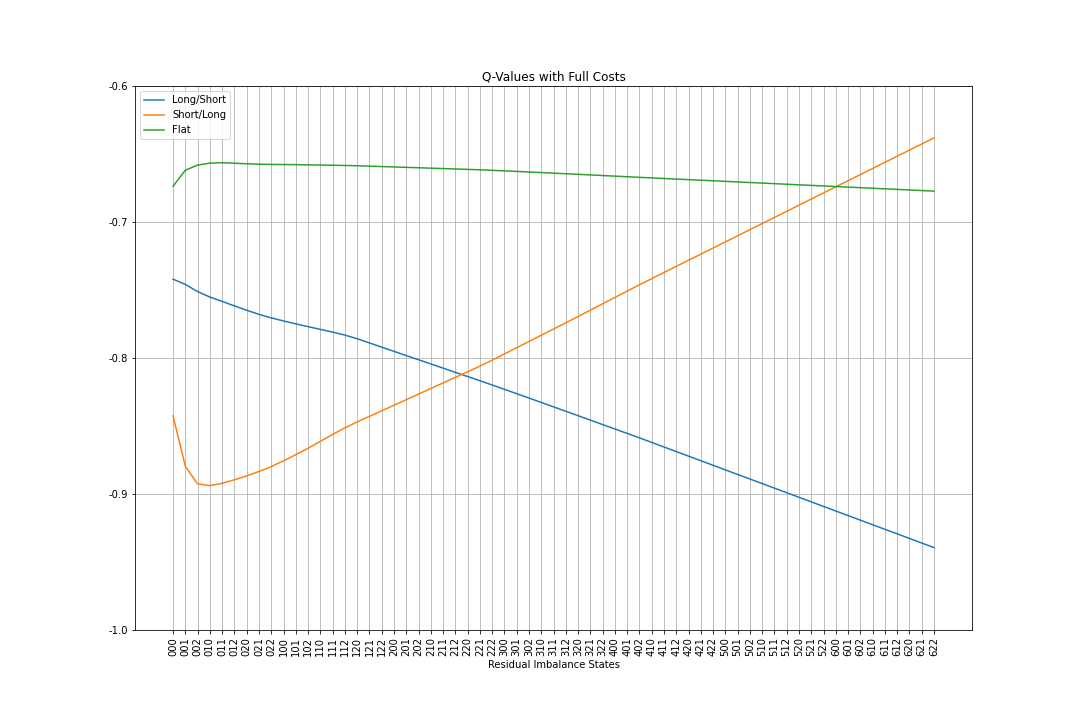 Q-Values with Full Costs
Long/Short
Short/Long
Flat
-0.6
-0.7
-0.8
-0.9
-1.0
000 001 002 010 011 012 020 021 022 100 101 102 110 111 112 120 121 122 200 201 202 210 211 212 220 221 222 300 301 302 310 311 312 320 321 322 400 401 402 410 411 412 420 421 422 500 501 502 510 511 512 520 521 522 600 601 602 610 611 612 620 621 622
Residual Imbalance States